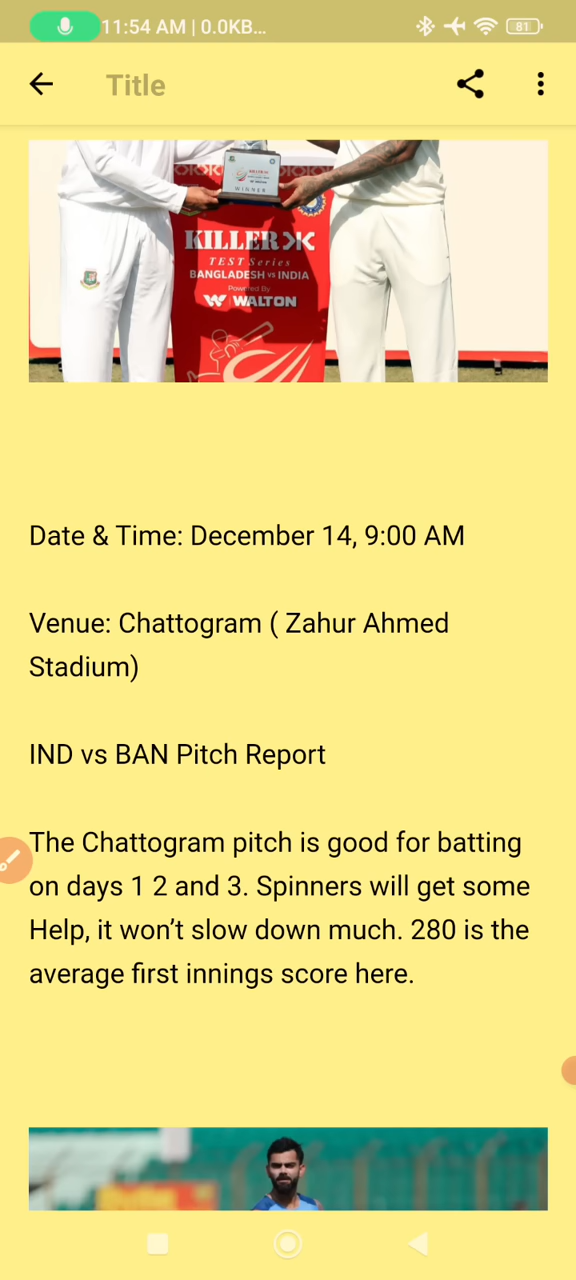 11:54 AM | 0.0KB...
81
Title
WINNER
KILLER
TEST Series
BANGLADESH vs INDIA
Powered By
WALTON
Date & Time: December 14, 9:00 AM
Venue: Chattogram ( Zahur Ahmed
Stadium)
IND vs BAN Pitch Report
The Chattogram pitch is good for batting
on days 1 2 and 3. Spinners will get some
Help, it won’t slow down much. 280 is the
average first innings score here.